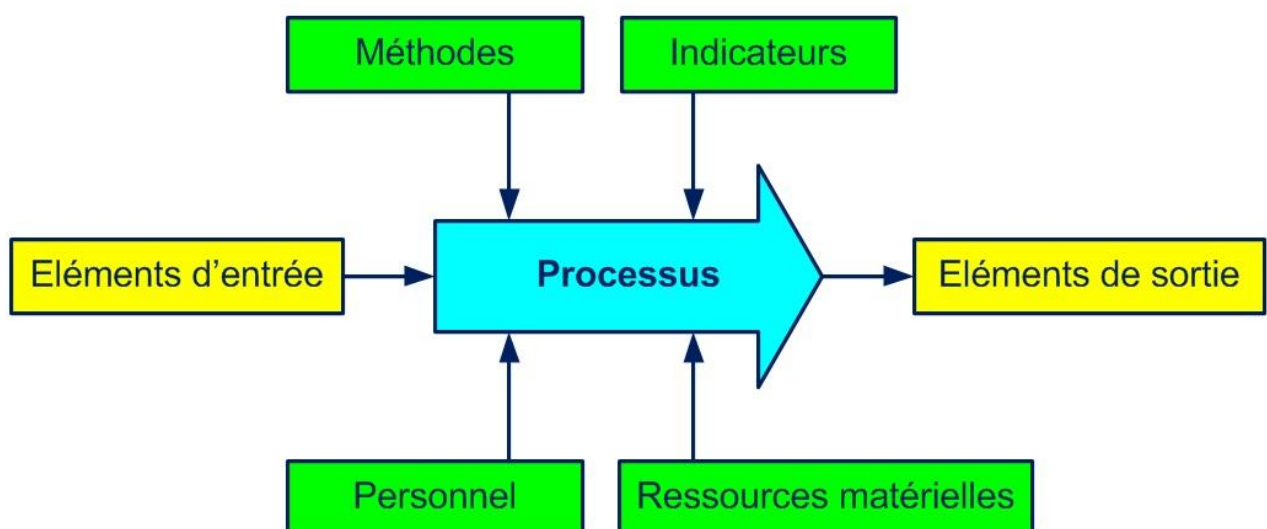 Méthodes
Indicateurs
Eléments d’entrée
Processus
Eléments de sortie
Personnel
Ressources matérielles